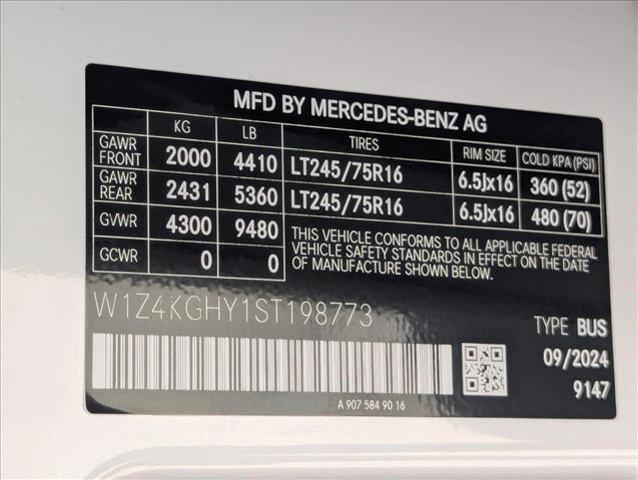 MFD BY MERCEDES-BENZ AG
KG LB TIRES RIM SIZE COLD KPA (PSI)
GAWR FRONT 2000 4410 LT245/75R16 6.5Jx16 360 (52)
GAWR REAR 2431 5360 LT245/75R16 6.5Jx16 480 (70)
GVWR 4300 9480
GCWR 0 0
THIS VEHICLE CONFORMS TO ALL APPLICABLE FEDERAL
VEHICLE SAFETY STANDARDS IN EFFECT ON THE DATE
OF MANUFACTURE SHOWN BELOW.
W1Z4KGHY1ST198773
TYPE BUS
09/2024
9147
A 907 584 90 16